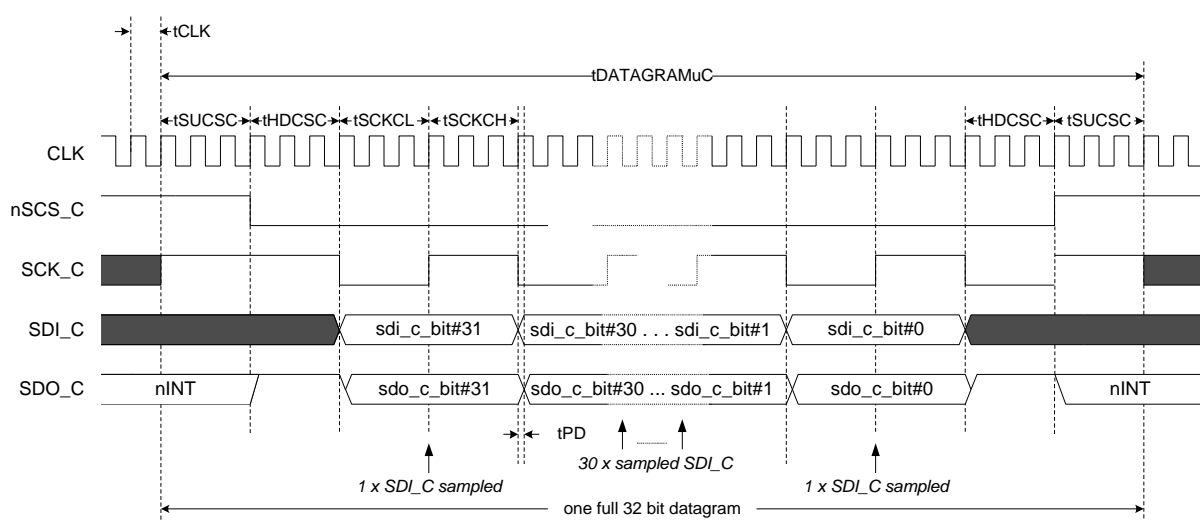 tCLK
tDATAGRAMuC
tSUCSC tHDCSC tSCKCL tSCKCH tHDCSC tSUCSC
CLK
nSCS_C
SCK_C
SDI_C sdi_c_bit#31 sdi_c_bit#30 . . . sdi_c_bit#1 sdi_c_bit#0
SDO_C nINT sdo_c_bit#31 sdo_c_bit#30 ... sdo_c_bit#1 sdo_c_bit#0 nINT
tPD
30 x sampled SDI_C
1 x SDI_C sampled 1 x SDI_C sampled
one full 32 bit datagram